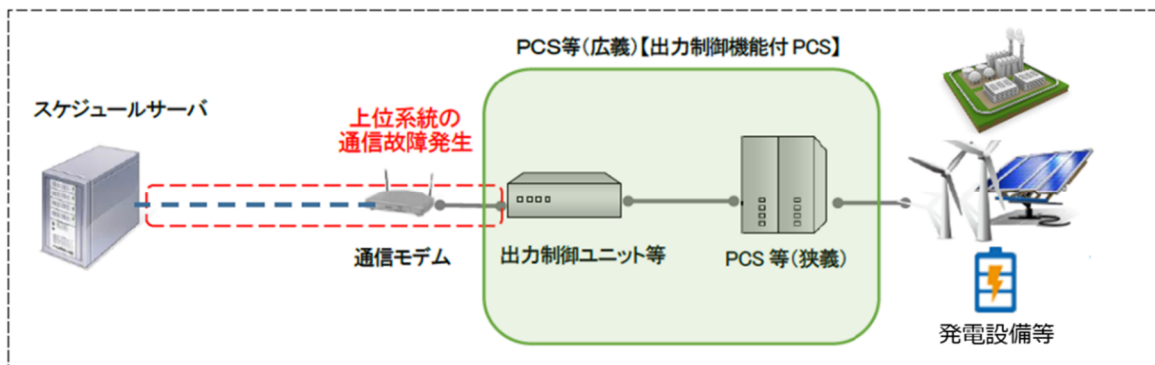 PCS等(広義)【出力制御機能付 PCS】
スケジュールサーバ
上位系統の
通信故障発生
通信モデム
出力制御ユニット等
PCS 等(狭義)
発電設備等